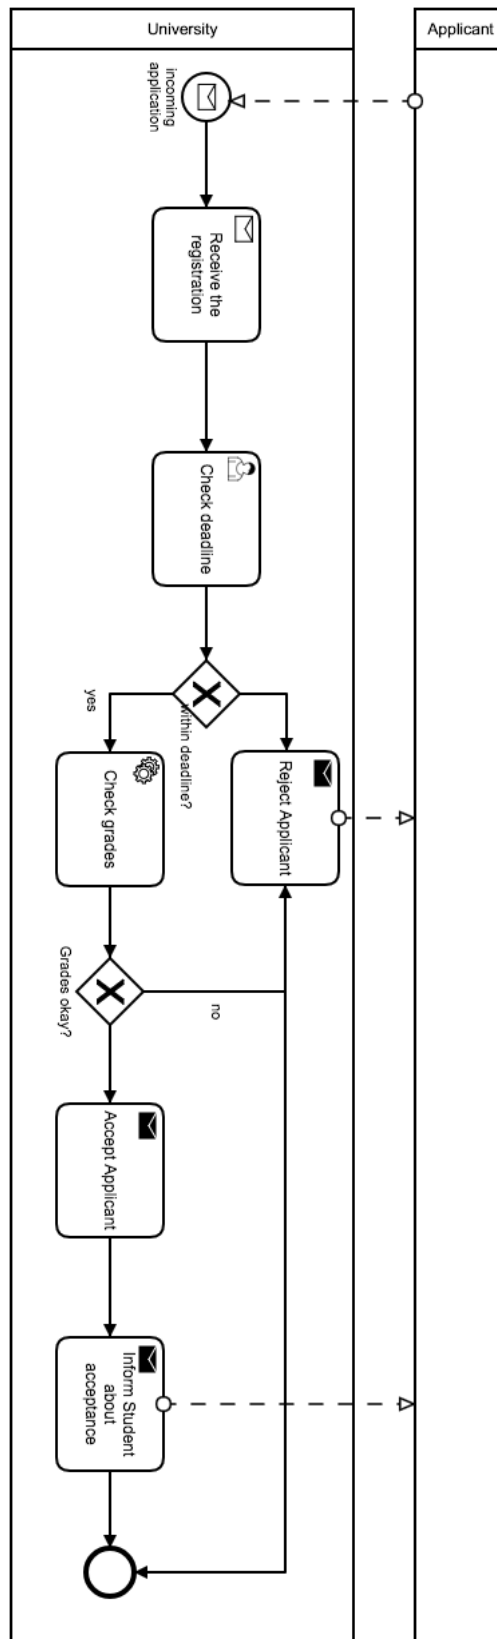 University
Applicant
incoming
application
Receive the
registration
Check deadline
within deadline?
yes
Reject Applicant
Check grades
Grades okay?
no
Accept Applicant
Inform Student
about
acceptance